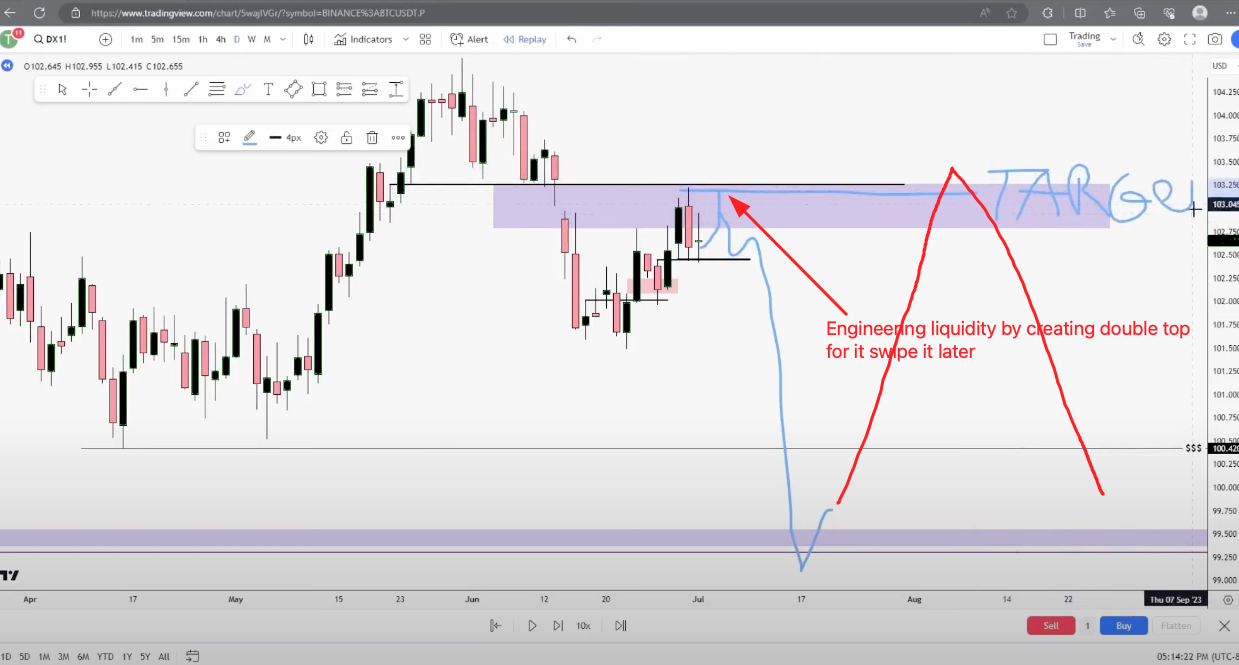 https://www.tradingview.com/chart/5wajlVGr/?symbol=BINANCE%3ABTCUSDT.P
11
DX1! 1m 5m 15m 1h 4h D W M Indicators Alert Replay Trading
Save
O102.645 H102.955 L102.415 C102.655
USD
104.250
104.000
103.750
103.500
103.250
103.045
102.750
102.500
102.250
102.000
101.750
101.500
101.250
101.000
100.750
100.500
100.420
100.250
100.000
99.750
99.500
99.250
99.000
4px
TARGE
Engineering liquidity by creating double top
for it swipe it later
$$$
Apr 17 May 15 23 Jun 12 20 Jul 17 Aug 14 22 Thu 07 Sep '23
10x Sell 1 Buy Flatten
1D 5D 1M 3M 6M YTD 1Y 5Y All 05:14:22 PM (UTC-8